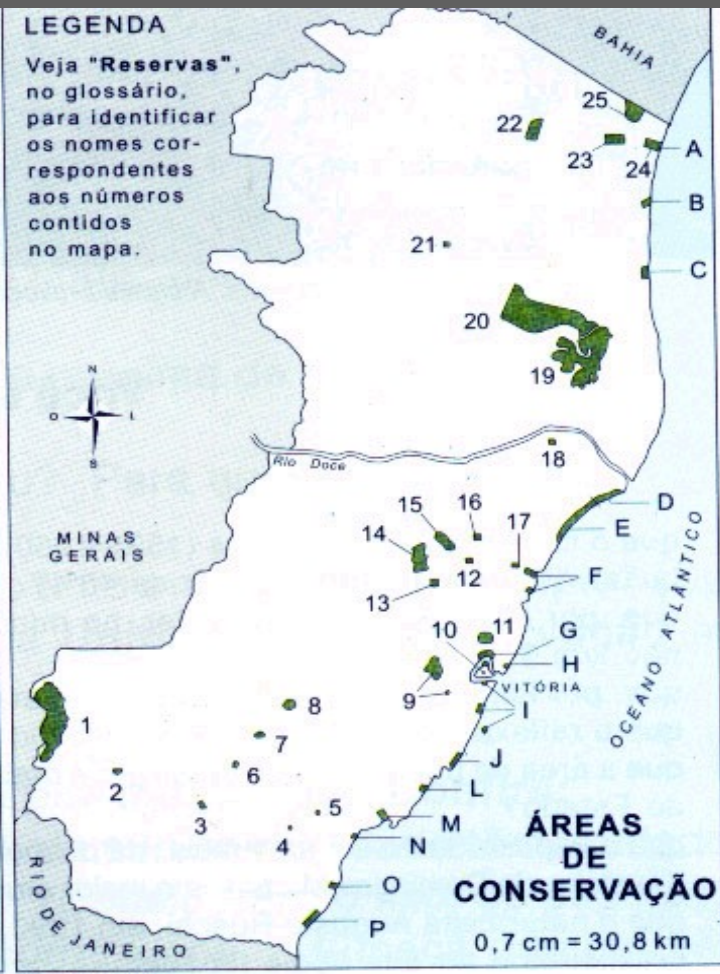 LEGENDA
Veja "Reservas",
no glossário,
para identificar
os nomes cor-
respondentes
aos números
contidos
no mapa.
BAHIA
25
22
23
24
A
B
21
C
20
19
N
O
L
S
Rio Doce
18
D
E
MINAS
GERAIS
15
16
17
14
12
F
13
OCEANO ATLÂNTICO
10
11
G
H
VITÓRIA
9
I
1
8
7
6
2
J
L
3
5
4
M
N
ÁREAS
DE
CONSERVAÇÃO
O
P
RIO DE JANEIRO
0,7 cm = 30,8 km